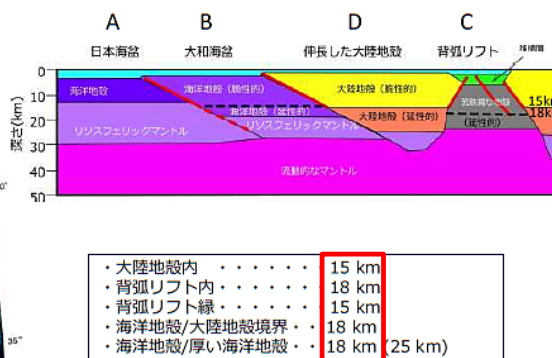 A B D C
日本海盆 大和海盆 伸長した大陸地殻 背弧リフト 堆積層
0
海洋地殻 海洋地殻(脆性的) 大陸地殻(脆性的)
10
海洋地殻(延性的) 大陸地殻(延性的) 15k
18k
20
リソスフェリックマントル リソスフェリックマントル (延性的)
30
40
流動的なマントル
50
深さ(km)
・大陸地殻内 ・・・・・・ 15 km
・背弧リフト内・・・・・・ 18 km
・背弧リフト縁・・・・・・ 15 km
・海洋地殻/大陸地殻境界・・ 18 km
・海洋地殻/厚い海洋地殻・・ 18 km (25 km)
35°